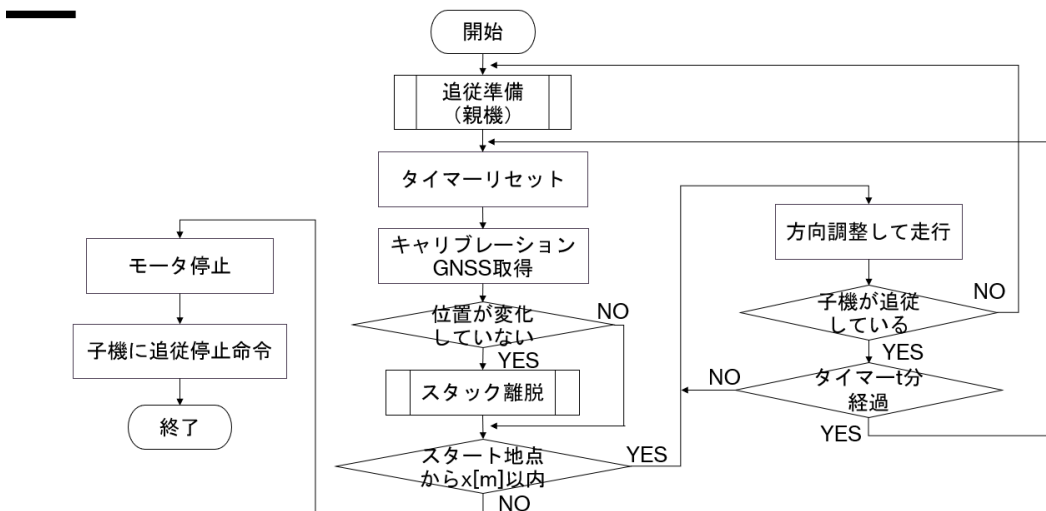 開始
追従準備
（親機）
タイマーリセット
キャリブレーション
GNSS取得
位置が変化
していない
NO
YES
スタック離脱
スタート地点
からx[m]以内
YES
NO
方向調整して走行
子機が追従
している
NO
YES
タイマーt分
経過
NO
YES
モータ停止
子機に追従停止命令
終了